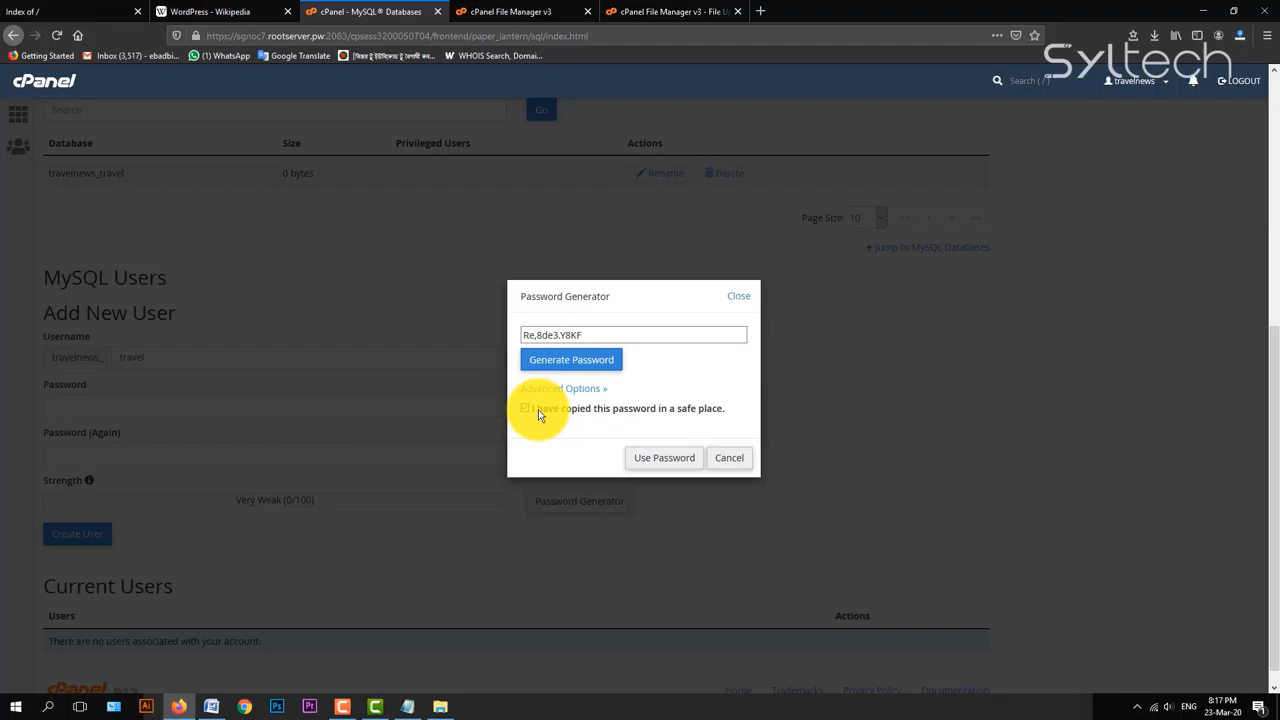 Index of /
WordPress - Wikipedia
cPanel - MySQL® Databases
cPanel File Manager v3
cPanel File Manager v3 - File U
https://sgnoc7.rootserver.pw:2083/cpsess3200050704/frontend/paper_lantern/sql/index.html
Getting Started
Inbox (3,517) - ebadbi
(1) WhatsApp
StackPath
WHOIS Search, Domai...
Syltech
cPanel
Search ( / )
travelnews
LOGOUT
Search
Go
Database Size Privileged Users Actions
travelnews_travel 0 bytes Rename Delete
Page Size 10 << < > >>
Jump to MySQL Databases
MySQL Users
Add New User
Username
travelnews_ travel
Password
Password (Again)
Strength
Very Weak (0/100)
Password Generator
Create User
Password Generator
Close
Re,8de3.Y8KF
Generate Password
Advanced Options »
I have copied this password in a safe place.
Use Password
Cancel
Current Users
Users Actions
There are no users associated with your account.
cPanel
Home Trademarks Privacy Policy Documentation
ENG
8:17 PM
23-Mar-20